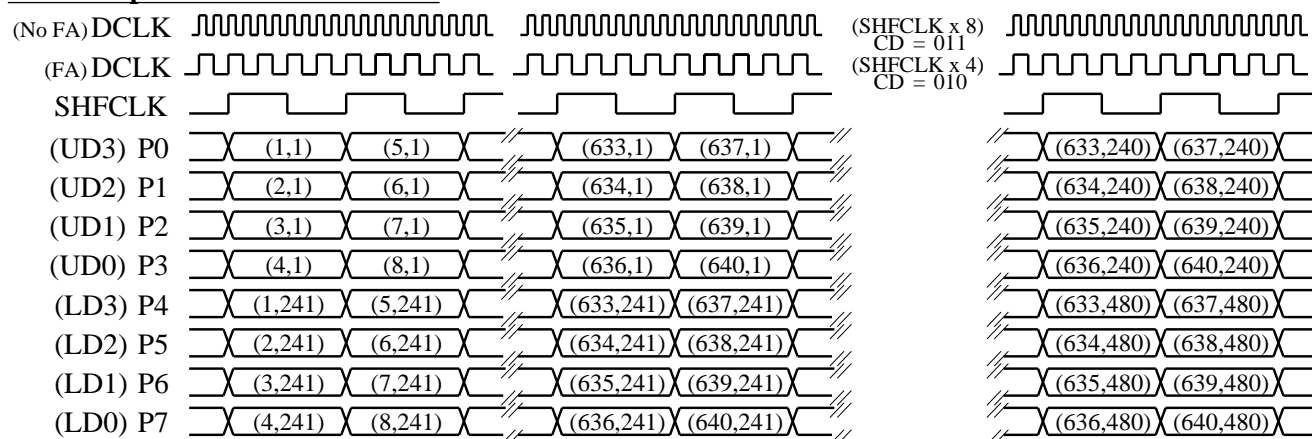 (No FA) DCLK (SHFCLK x 8)
CD = 011
(FA) DCLK (SHFCLK x 4)
CD = 010
SHFCLK
(UD3) P0 (1,1) (5,1) (633,1) (637,1) (633,240) (637,240)
(UD2) P1 (2,1) (6,1) (634,1) (638,1) (634,240) (638,240)
(UD1) P2 (3,1) (7,1) (635,1) (639,1) (635,240) (639,240)
(UD0) P3 (4,1) (8,1) (636,1) (640,1) (636,240) (640,240)
(LD3) P4 (1,241) (5,241) (633,241) (637,241) (633,480) (637,480)
(LD2) P5 (2,241) (6,241) (634,241) (638,241) (634,480) (638,480)
(LD1) P6 (3,241) (7,241) (635,241) (639,241) (635,480) (639,480)
(LD0) P7 (4,241) (8,241) (636,241) (640,241) (636,480) (640,480)